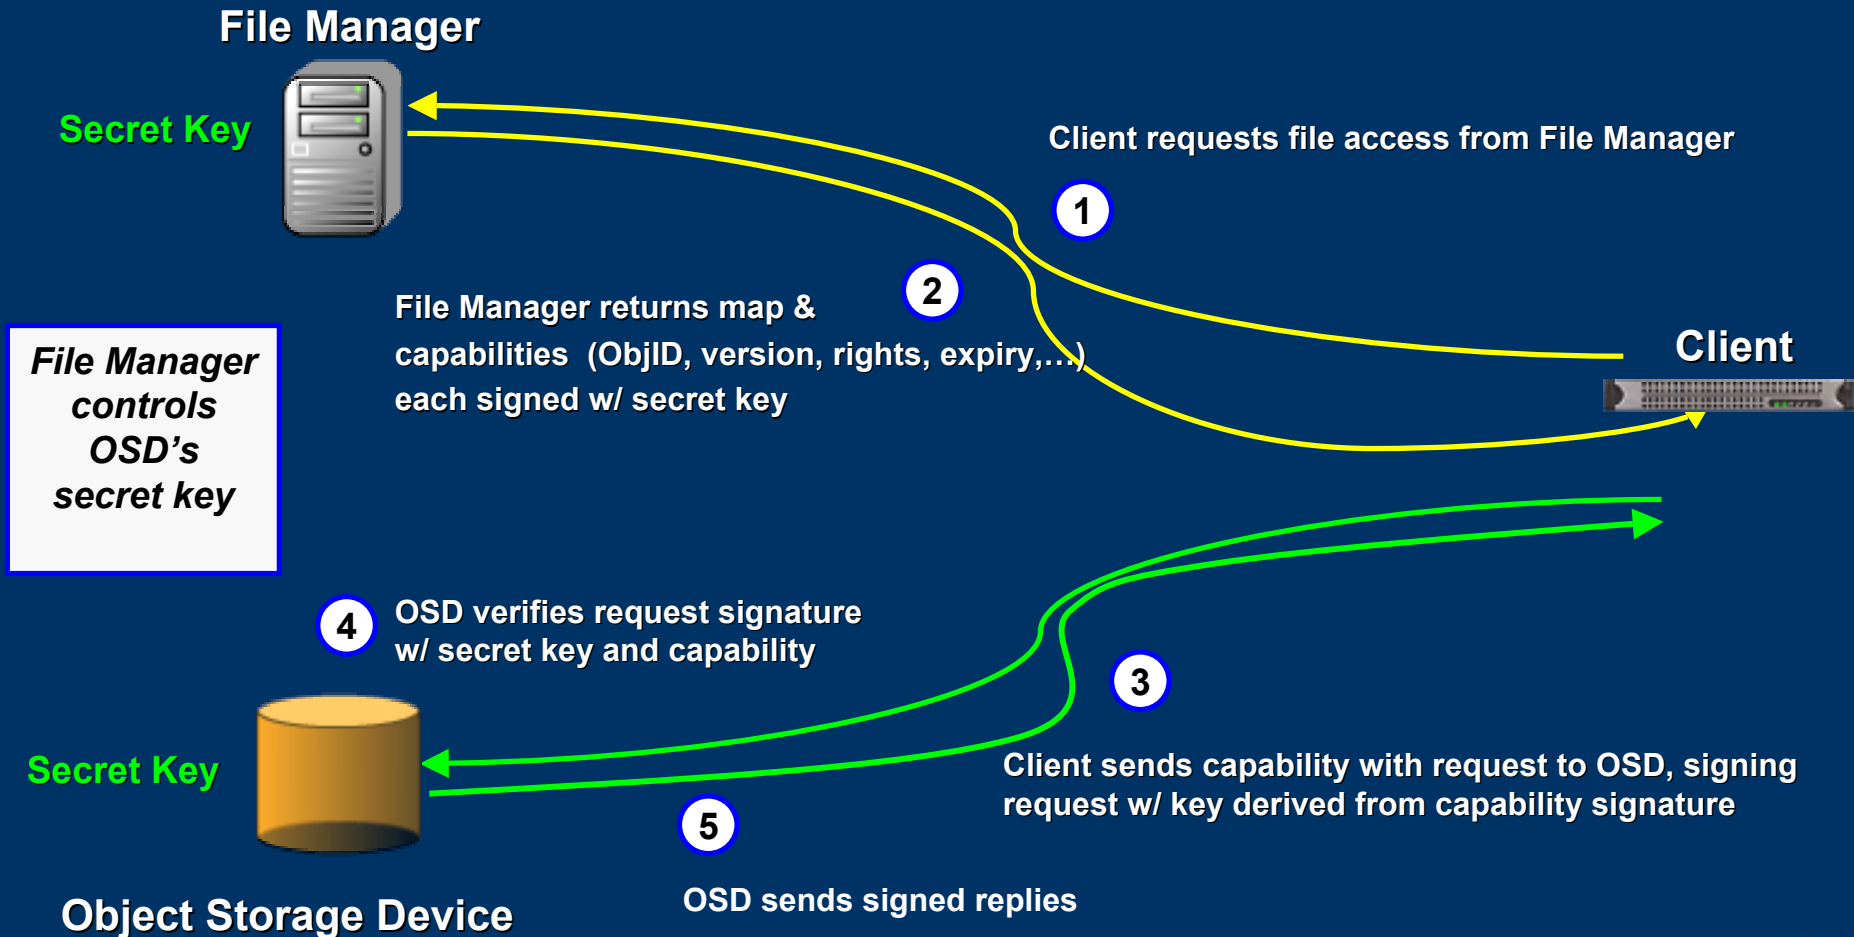 File Manager
Secret Key
Client requests file access from File Manager
1
2
File Manager returns map &
capabilities (ObjID, version, rights, expiry,…)
each signed w/ secret key
Client
File Manager
controls
OSD’s
secret key
4
OSD verifies request signature
w/ secret key and capability
3
Secret Key
Client sends capability with request to OSD, signing
request w/ key derived from capability signature
5
OSD sends signed replies
Object Storage Device